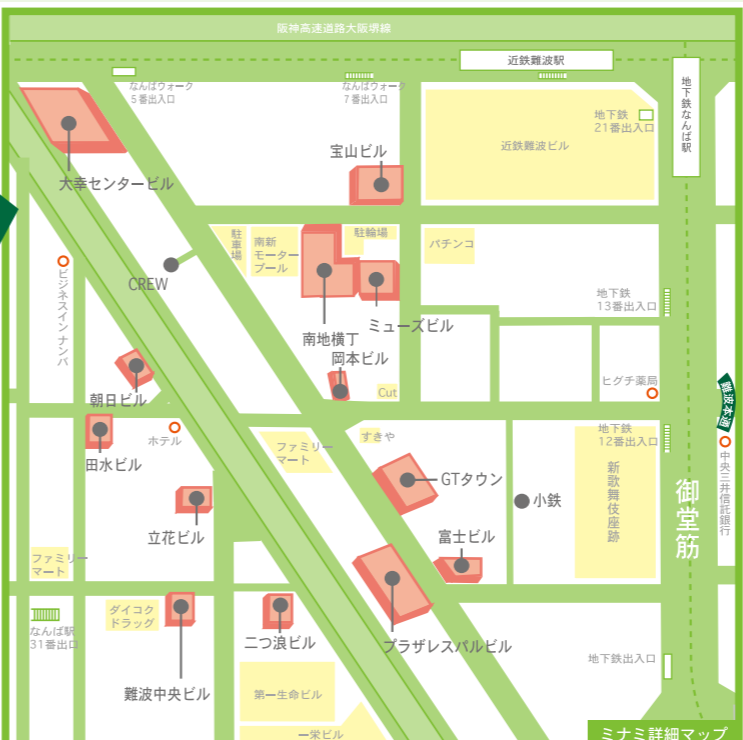 阪神高速道路大阪堺線
近鉄難波駅
なんばウォーク
5番出入口
なんばウォーク
7番出入口
地下鉄なんば駅
地下鉄
21番出入口
近鉄難波ビル
宝山ビル
大幸センタービル
駐車場
南新
モーター
プール
駐輪場
パチンコ
ビジネスイン ナンバ
CREW
地下鉄
13番出入口
南地横丁
ミューズビル
岡本ビル
ヒグチ薬局
Cut
難波本通
朝日ビル
ホテル
ファミリー
マート
すきや
地下鉄
12番出入口
中央三井信託銀行
田水ビル
GTタウン
新歌舞伎座跡
御堂筋
小鉄
立花ビル
富士ビル
ファミリー
マート
ダイコク
ドラッグ
なんば駅
31番出口
二つ浪ビル
プラザレスパルビル
地下鉄出入口
難波中央ビル
第一生命ビル
一栄ビル
ミナミ詳細マップ